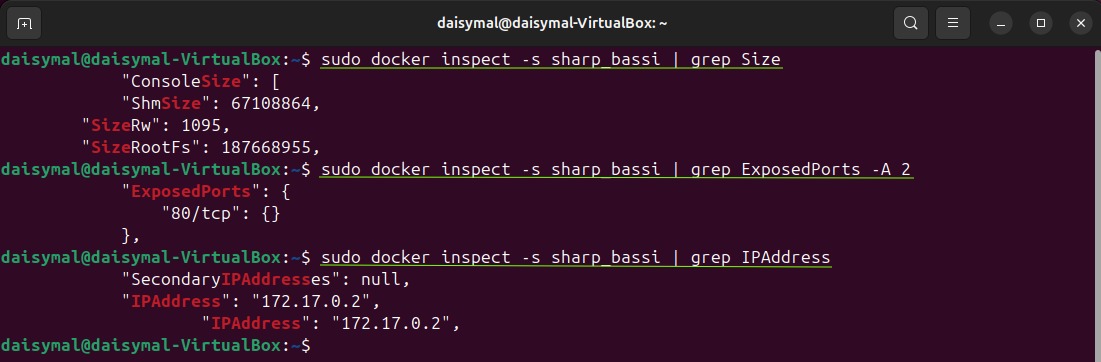 daisymal@daisymal-VirtualBox: ~
daisymal@daisymal-VirtualBox:~$ sudo docker inspect -s sharp_bassi | grep Size
            "ConsoleSize": [
            "ShmSize": 67108864,
        "SizeRw": 1095,
        "SizeRootFs": 187668955,
daisymal@daisymal-VirtualBox:~$ sudo docker inspect -s sharp_bassi | grep ExposedPorts -A 2
            "ExposedPorts": {
                "80/tcp": {}
            },
daisymal@daisymal-VirtualBox:~$ sudo docker inspect -s sharp_bassi | grep IPAddress
            "SecondaryIPAddresses": null,
            "IPAddress": "172.17.0.2",
                    "IPAddress": "172.17.0.2",
daisymal@daisymal-VirtualBox:~$